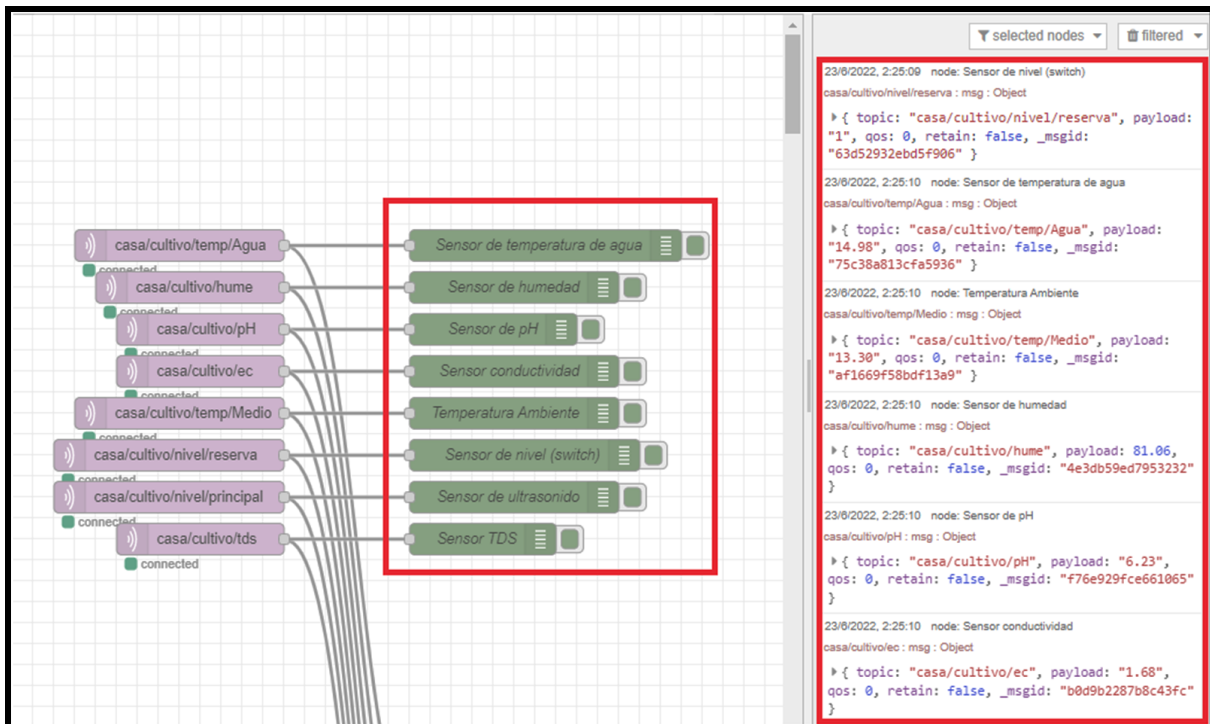 casa/cultivo/temp/Agua
connected
casa/cultivo/hume
connected
casa/cultivo/pH
connected
casa/cultivo/ec
connected
casa/cultivo/temp/Medio
connected
casa/cultivo/nivel/reserva
connected
casa/cultivo/nivel/principal
connected
casa/cultivo/tds
connected
Sensor de temperatura de agua
Sensor de humedad
Sensor de pH
Sensor conductividad
Temperatura Ambiente
Sensor de nivel (switch)
Sensor de ultrasonido
Sensor TDS
selected nodes
filtered
23/6/2022, 2:25:09 node: Sensor de nivel (switch)
casa/cultivo/nivel/reserva : msg : Object
{ topic: "casa/cultivo/nivel/reserva", payload:
"1", qos: 0, retain: false, _msgid:
"63d52932ebd5f906" }
23/6/2022, 2:25:10 node: Sensor de temperatura de agua
casa/cultivo/temp/Agua : msg : Object
{ topic: "casa/cultivo/temp/Agua", payload:
"14.98", qos: 0, retain: false, _msgid:
"75c38a813cfa5936" }
23/6/2022, 2:25:10 node: Temperatura Ambiente
casa/cultivo/temp/Medio : msg : Object
{ topic: "casa/cultivo/temp/Medio", payload:
"13.30", qos: 0, retain: false, _msgid:
"af1669f58bdf13a9" }
23/6/2022, 2:25:10 node: Sensor de humedad
casa/cultivo/hume : msg : Object
{ topic: "casa/cultivo/hume", payload: 81.06,
qos: 0, retain: false, _msgid: "4e3db59ed7953232"
}
23/6/2022, 2:25:10 node: Sensor de pH
casa/cultivo/pH : msg : Object
{ topic: "casa/cultivo/pH", payload: "6.23",
qos: 0, retain: false, _msgid: "f76e929fce661065"
}
23/6/2022, 2:25:10 node: Sensor conductividad
casa/cultivo/ec : msg : Object
{ topic: "casa/cultivo/ec", payload: "1.68",
qos: 0, retain: false, _msgid: "b0d9b2287b8c43fc"
}